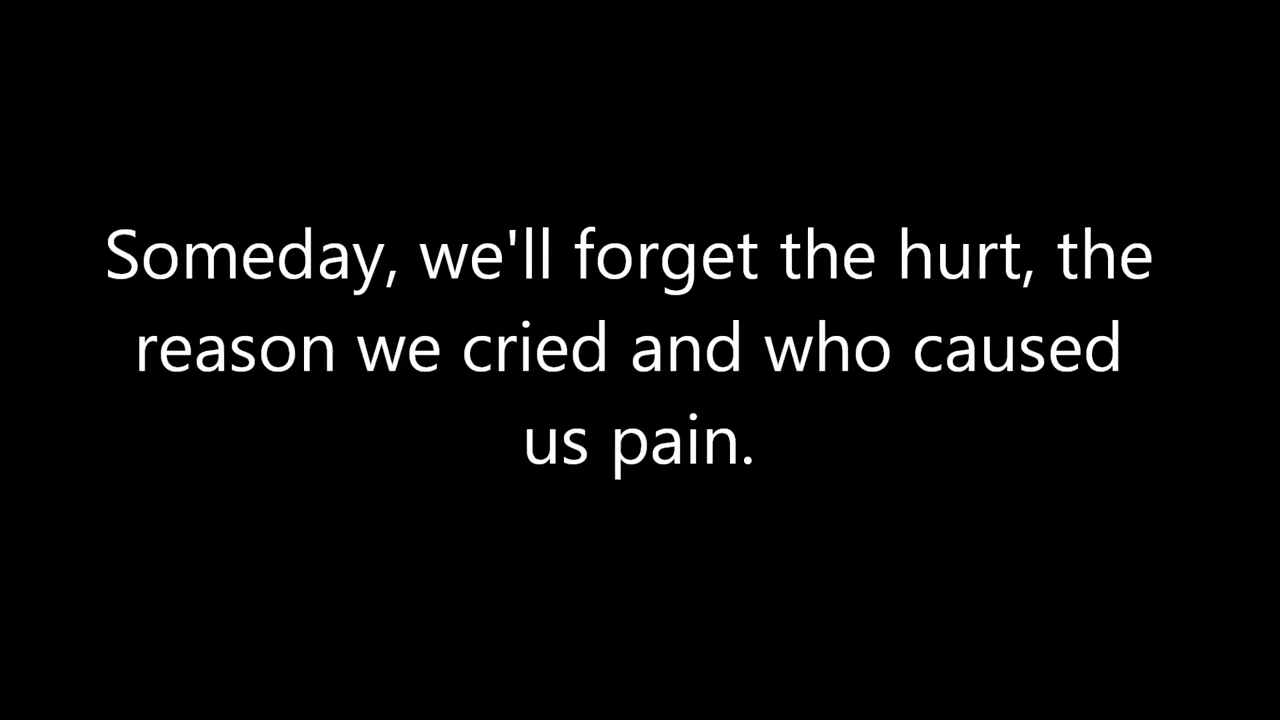 Someday, we'll forget the hurt, the
reason we cried and who caused
us pain.